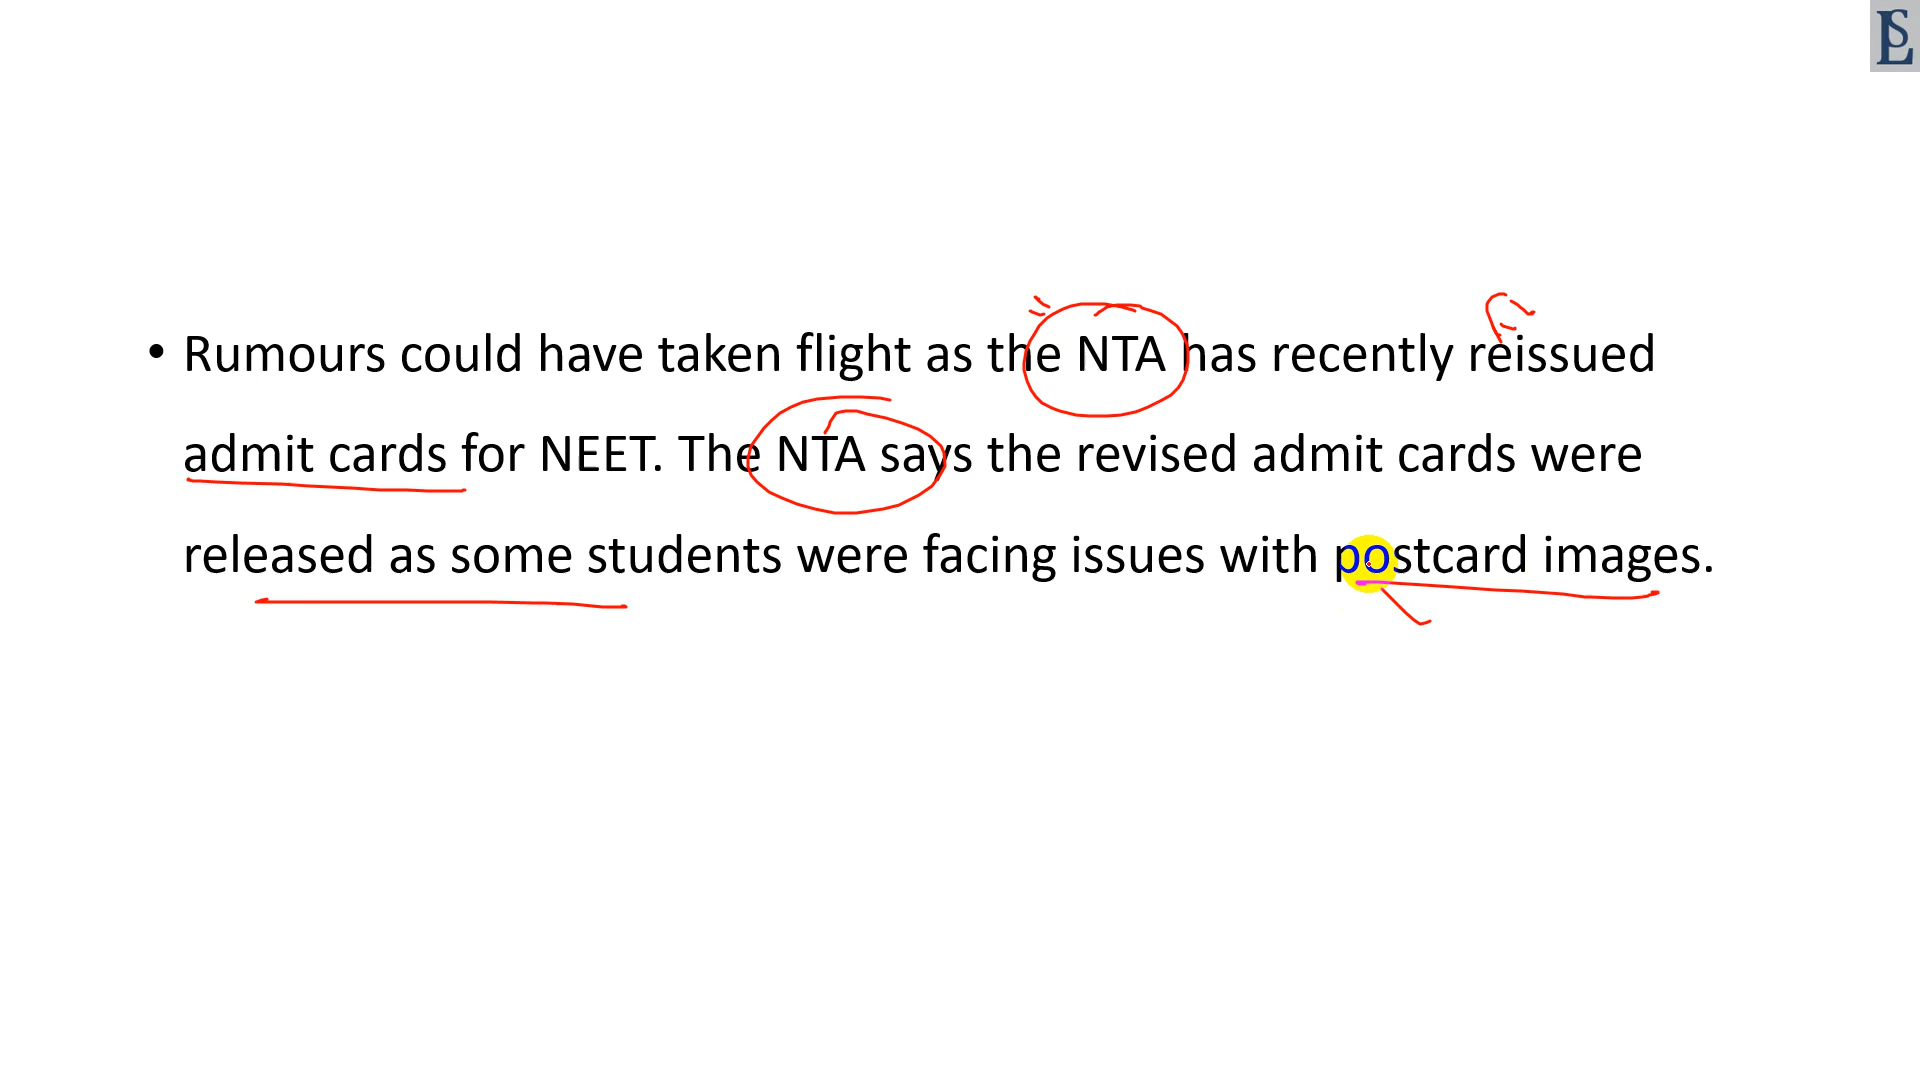 • Rumours could have taken flight as the NTA has recently reissued
admit cards for NEET. The NTA says the revised admit cards were
released as some students were facing issues with postcard images.